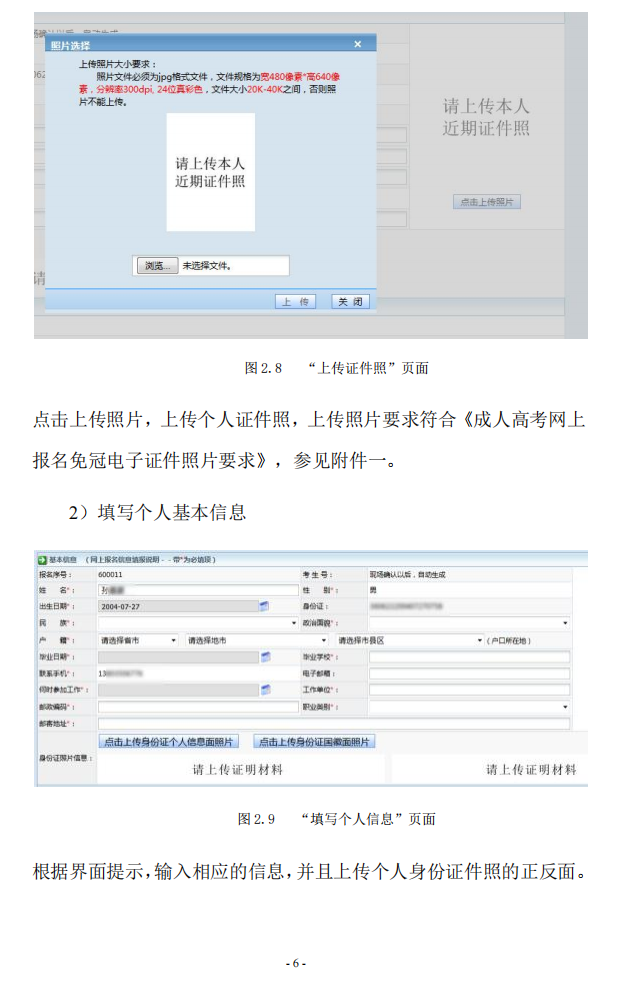 照片选择
上传照片大小要求：
照片文件必须为jpg格式文件，文件规格为宽480像素*高640像
素，分辨率300dpi, 24位真彩色，文件大小20K-40K之间，否则照
片不能上传。
请上传本人
近期证件照
浏览... 未选择文件。
上 传 关 闭
请上传本人
近期证件照
点击上传照片
图 2.8 “上传证件照”页面
点击上传照片，上传个人证件照，上传照片要求符合《成人高考网上
报名免冠电子证件照片要求》，参见附件一。
2）填写个人基本信息
基本信息 （网上报名信息填报说明 - - 带*为必填项）
报名序号： 600011 考 生 号： 现场确认以后，自动生成
姓 名*： 孙 性 别*： 男
出生日期*： 2004-07-27 身份证：
民 族*： 政治面貌*：
户 籍*： 请选择省市 请选择地市 请选择市县区 （户口所在地）
毕业日期*： 毕业学校*：
联系手机*： 13 电子邮箱：
何时参加工作*： 工作单位*：
邮政编码*： 职业类别*：
邮寄地址*：
点击上传身份证个人信息面照片 点击上传身份证国徽面照片
身份证照片信息： 请上传证明材料 请上传证明材料
图 2.9 “填写个人信息”页面
根据界面提示，输入相应的信息，并且上传个人身份证件照的正反面。
- 6 -